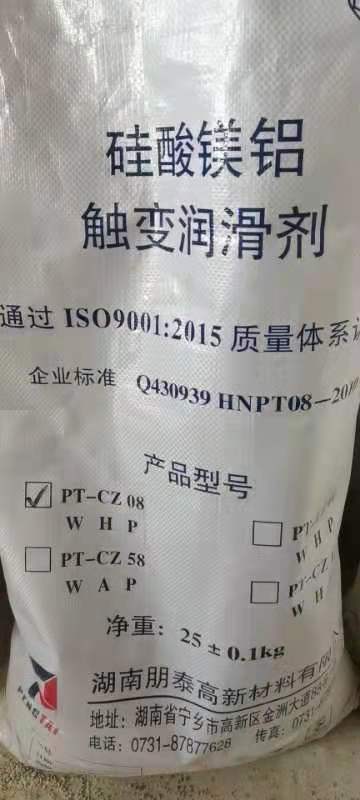 硅酸镁铝
触变润滑剂
通过 ISO9001:2015 质量体系
企业标准 Q430939 HNPT08—20
产品型号
PT-CZ 08
W H P
PT-CZ 58
W A P
净重：25±0.1kg
湖南朋泰高新材料有限
地址：湖南省宁乡市高新区金洲大道
电话：0731-87877628 传真：0731-